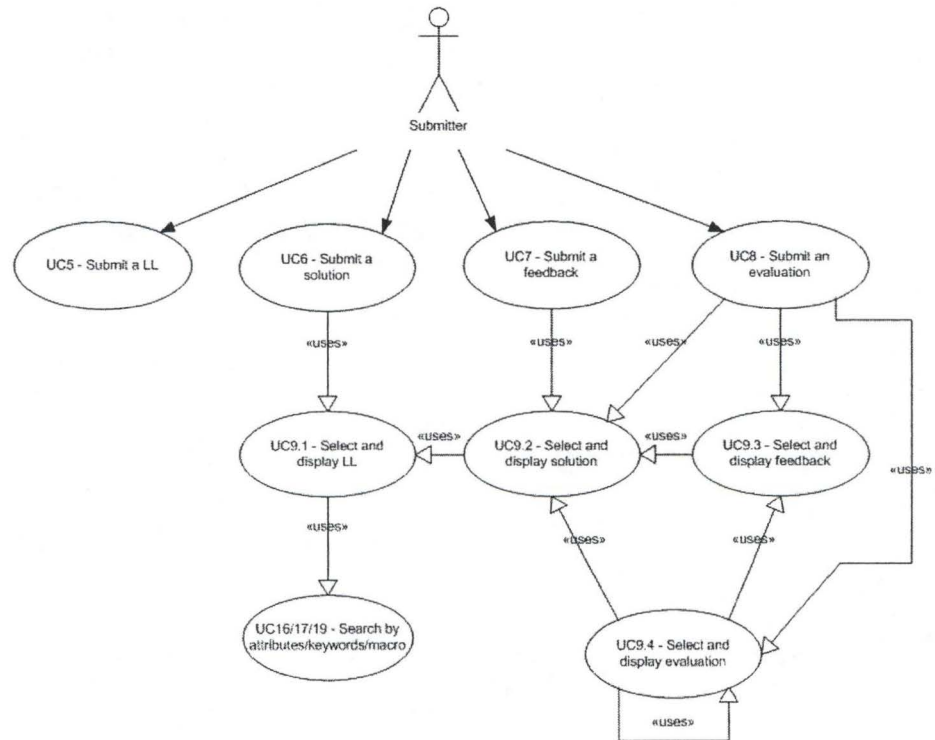 Submitter
UC5 - Submit a LL
UC6 - Submit a
solution
UC7 - Submit a
feedback
UC8 - Submit an
evaluation
«uses»
«uses»
«uses»
«uses»
UC9.1 - Select and
display LL
«uses»
UC9.2 - Select and
display solution
«uses»
UC9.3 - Select and
display feedback
«uses»
«uses»
«uses»
«uses»
UC16/17/19 - Search by
attributes/keywords/macro
UC9.4 - Select and
display evaluation
«uses»